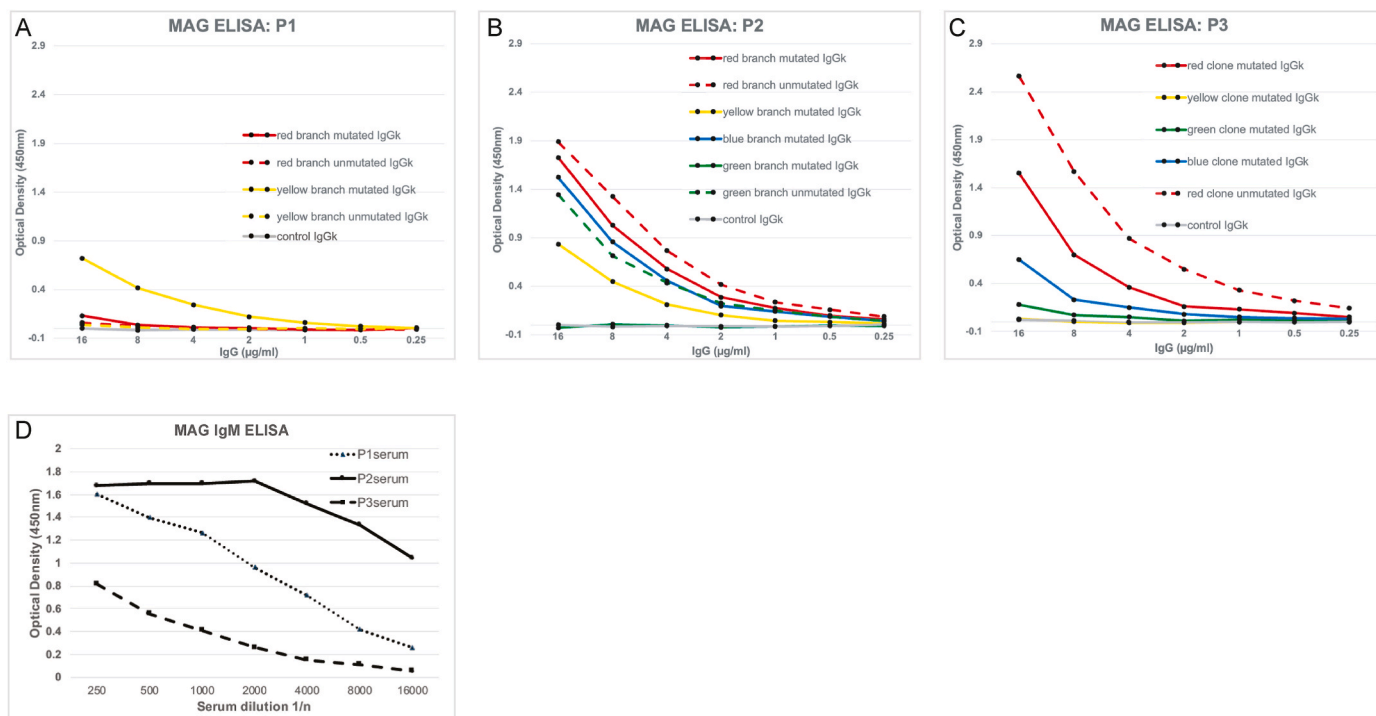 A
MAG ELISA: P1
2.9
2.4
1.9
1.4
0.9
0.4
-0.1
Optical Density (450nm)
red branch mutated IgGk
red branch unmutated IgGk
yellow branch mutated IgGk
yellow branch unmutated IgGk
control IgGk
16 8 4 2 1 0.5 0.25
IgG (µg/ml)
B
MAG ELISA: P2
2.9
2.4
1.9
1.4
0.9
0.4
-0.1
Optical Density (450nm)
red branch mutated IgGk
red branch unmutated IgGk
yellow branch mutated IgGk
blue branch mutated IgGk
green branch mutated IgGk
green branch unmutated IgGk
control IgGk
16 8 4 2 1 0.5 0.25
IgG (µg/ml)
C
MAG ELISA: P3
2.9
2.4
1.9
1.4
0.9
0.4
-0.1
Optical Density (450nm)
red clone mutated IgGk
yellow clone mutated IgGk
green clone mutated IgGk
blue clone mutated IgGk
red clone unmutated IgGk
control IgGk
16 8 4 2 1 0.5 0.25
IgG (µg/ml)
D
MAG IgM ELISA
2
1.8
1.6
1.4
1.2
1
0.8
0.6
0.4
0.2
0
Optical Density (450nm)
P1serum
P2serum
P3serum
250 500 1000 2000 4000 8000 16000
Serum dilution 1/n